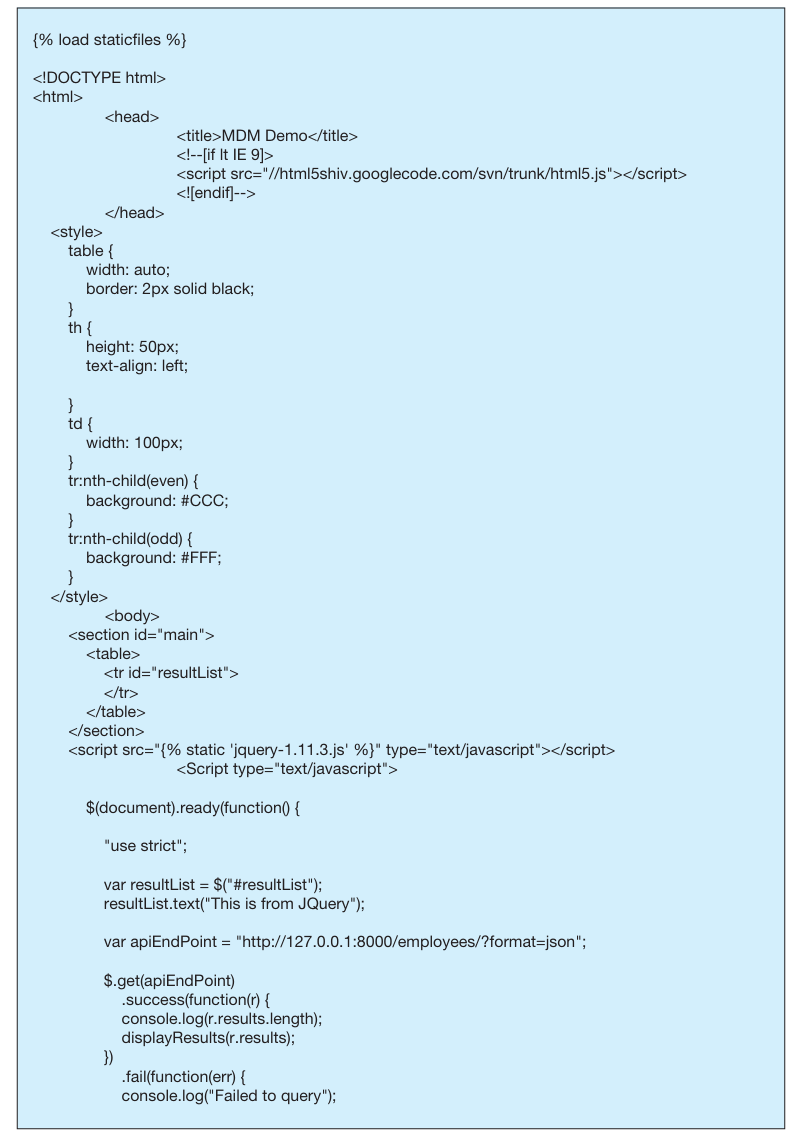 {% load staticfiles %}
<!DOCTYPE html>
<html>
<head>
<title>MDM Demo</title>
<!--[if lt IE 9]>
<script src="//html5shiv.googlecode.com/svn/trunk/html5.js"></script>
<![endif]-->
</head>
<style>
table {
width: auto;
border: 2px solid black;
}
th {
height: 50px;
text-align: left;
}
td {
width: 100px;
}
tr:nth-child(even) {
background: #CCC;
}
tr:nth-child(odd) {
background: #FFF;
}
</style>
<body>
<section id="main">
<table>
<tr id="resultList">
</tr>
</table>
</section>
<script src="{% static 'jquery-1.11.3.js' %}" type="text/javascript"></script>
<Script type="text/javascript">
$(document).ready(function() {
"use strict";
var resultList = $("#resultList");
resultList.text("This is from JQuery");
var apiEndPoint = "http://127.0.0.1:8000/employees/?format=json";
$.get(apiEndPoint)
.success(function(r) {
console.log(r.results.length);
displayResults(r.results);
})
.fail(function(err) {
console.log("Failed to query");